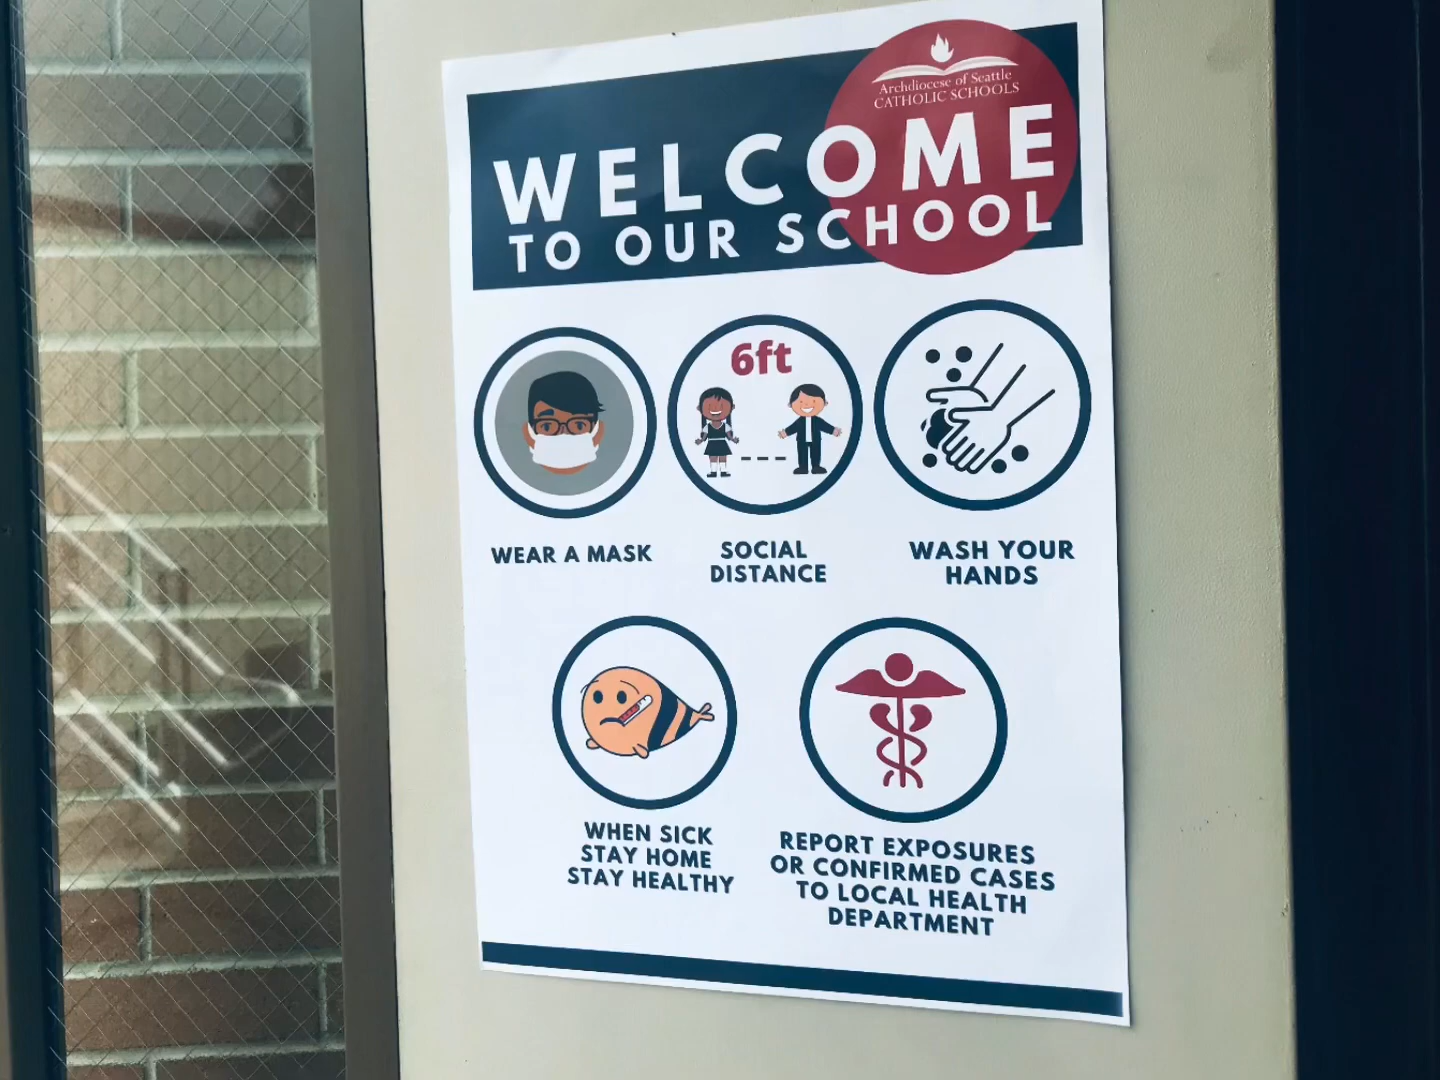 Archdiocese of Seattle
CATHOLIC SCHOOLS
WELCOME
TO OUR SCHOOL
6ft
WEAR A MASK
SOCIAL
DISTANCE
WASH YOUR
HANDS
WHEN SICK
STAY HOME
STAY HEALTHY
REPORT EXPOSURES
OR CONFIRMED CASES
TO LOCAL HEALTH
DEPARTMENT